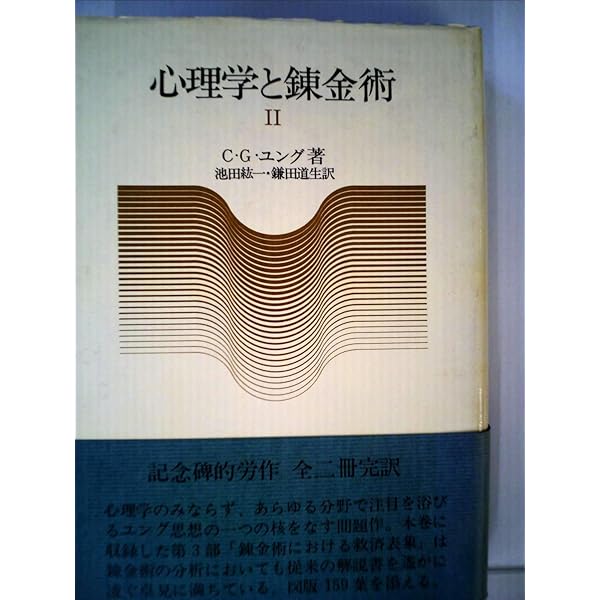 心理学と錬金術
II
C・G・ユング著
池田紘一・鎌田道生訳
記念碑的労作 全二冊完訳
心理学のみならず、あらゆる分野で注目を浴び
るユング思想の一つの核をなす問題作。本巻に
収録した第3部「錬金術における救済表象」は
錬金術の分析においても従来の解説書を遙かに
凌ぐ卓見に満ちている。図版159葉を添える。